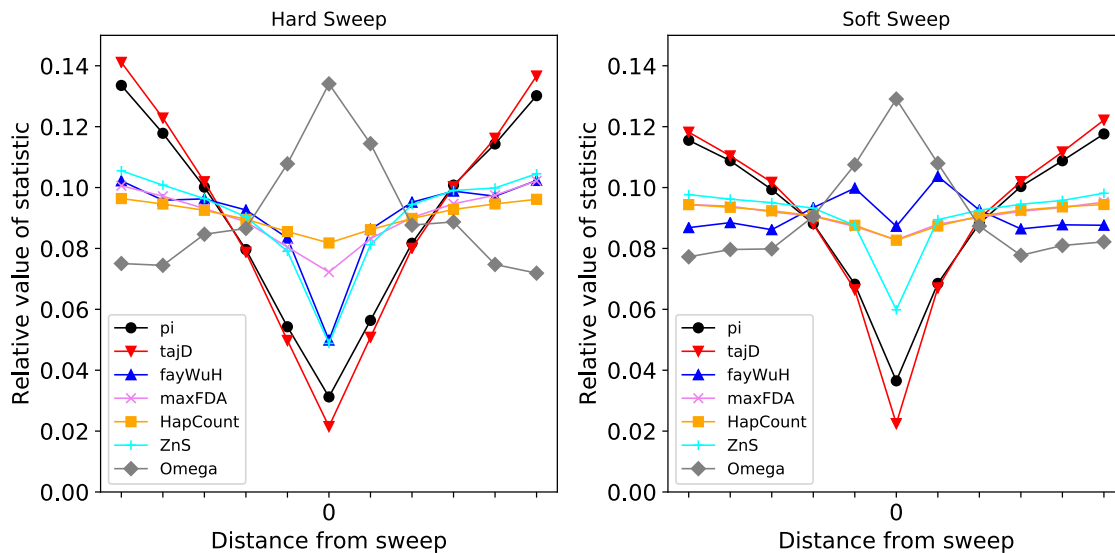 Hard Sweep
Relative value of statistic
0.14
0.12
0.10
0.08
0.06
0.04
0.02
0.00
pi
tajD
fayWuH
maxFDA
HapCount
ZnS
Omega
0
Distance from sweep
Soft Sweep
Relative value of statistic
0.14
0.12
0.10
0.08
0.06
0.04
0.02
0.00
pi
tajD
fayWuH
maxFDA
HapCount
ZnS
Omega
0
Distance from sweep